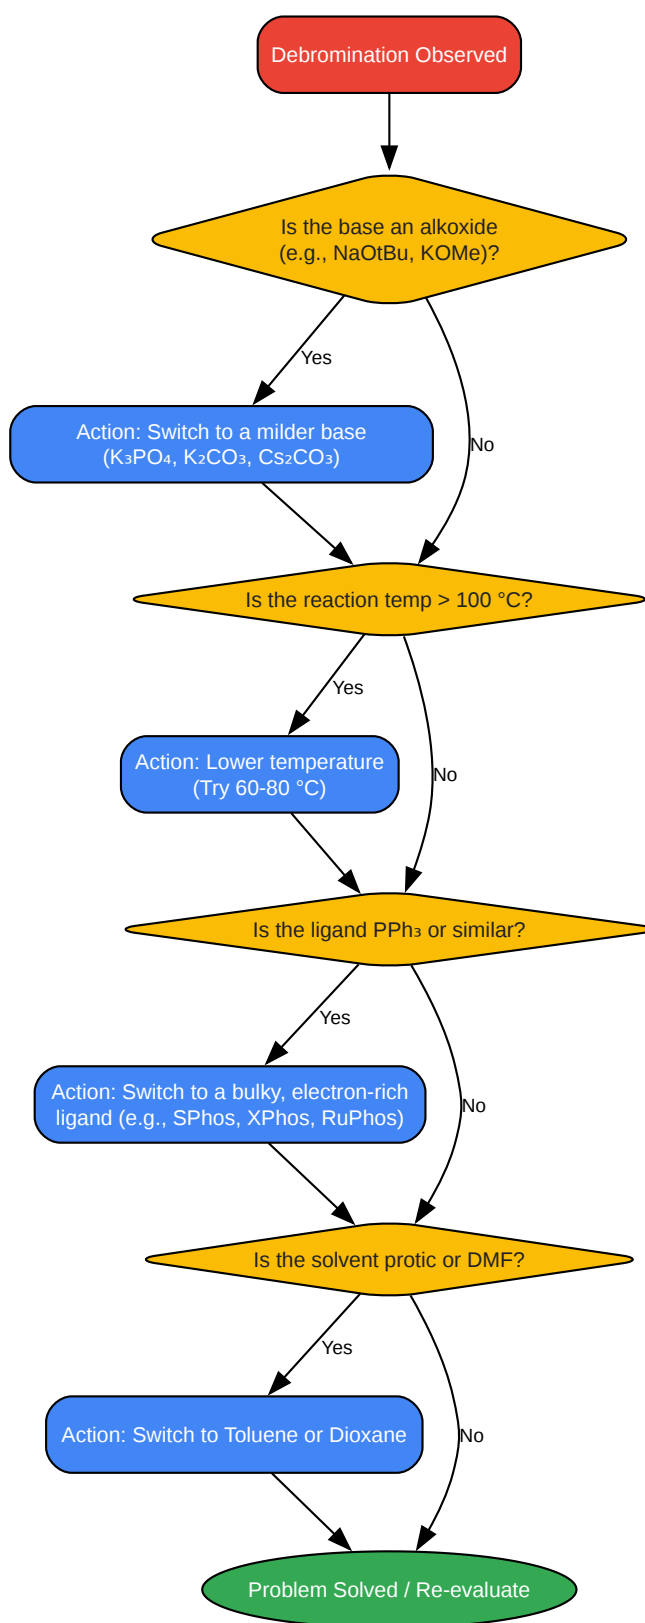 Debromination Observed
Is the base an alkoxide
(e.g., NaOtBu, KOMe)?
Yes
Action: Switch to a milder base
(K₃PO₄, K₂CO₃, Cs₂CO₃)
No
Is the reaction temp > 100 °C?
Yes
Action: Lower temperature
(Try 60-80 °C)
No
Is the ligand PPh₃ or similar?
Yes
Action: Switch to a bulky, electron-rich
ligand (e.g., SPhos, XPhos, RuPhos)
No
Is the solvent protic or DMF?
Yes
Action: Switch to Toluene or Dioxane
No
Problem Solved / Re-evaluate